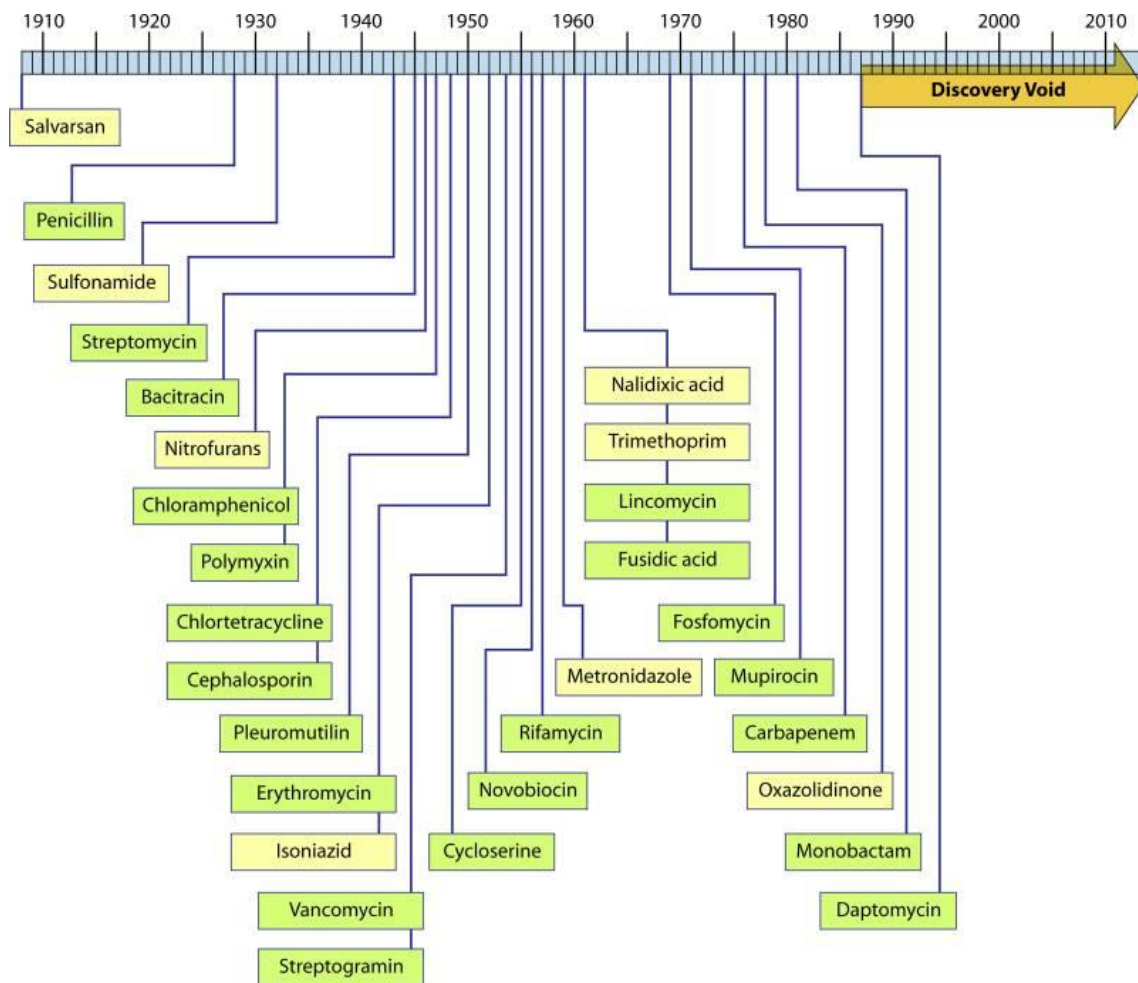 1910 1920 1930 1940 1950 1960 1970 1980 1990 2000 2010
Discovery Void
Salvarsan
Penicillin
Sulfonamide
Streptomycin
Bacitracin
Nitrofurans
Chloramphenicol
Polymyxin
Chlortetracycline
Cephalosporin
Pleuromutilin
Erythromycin
Isoniazid
Vancomycin
Streptogramin
Cycloserine
Novobiocin
Rifamycin
Metronidazole
Nalidixic acid
Trimethoprim
Lincomycin
Fusidic acid
Fosfomycin
Mupirocin
Carbapenem
Oxazolidinone
Monobactam
Daptomycin